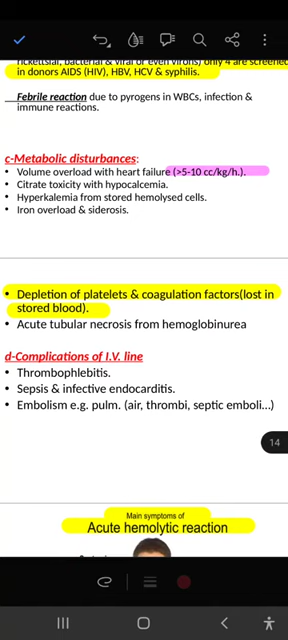 rickettsial, bacterial & viral or even virons) only 4 are screened
in donors AIDS (HIV), HBV, HCV & syphilis.
Febrile reaction due to pyrogens in WBCs, infection &
immune reactions.
c-Metabolic disturbances:
• Volume overload with heart failure (>5-10 cc/kg/h.).
• Citrate toxicity with hypocalcemia.
• Hyperkalemia from stored hemolysed cells.
• Iron overload & siderosis.
• Depletion of platelets & coagulation factors(lost in
stored blood).
• Acute tubular necrosis from hemoglobinurea
d-Complications of I.V. line
• Thrombophlebitis.
• Sepsis & infective endocarditis.
• Embolism e.g. pulm. (air, thrombi, septic emboli...)
14
Main symptoms of
Acute hemolytic reaction